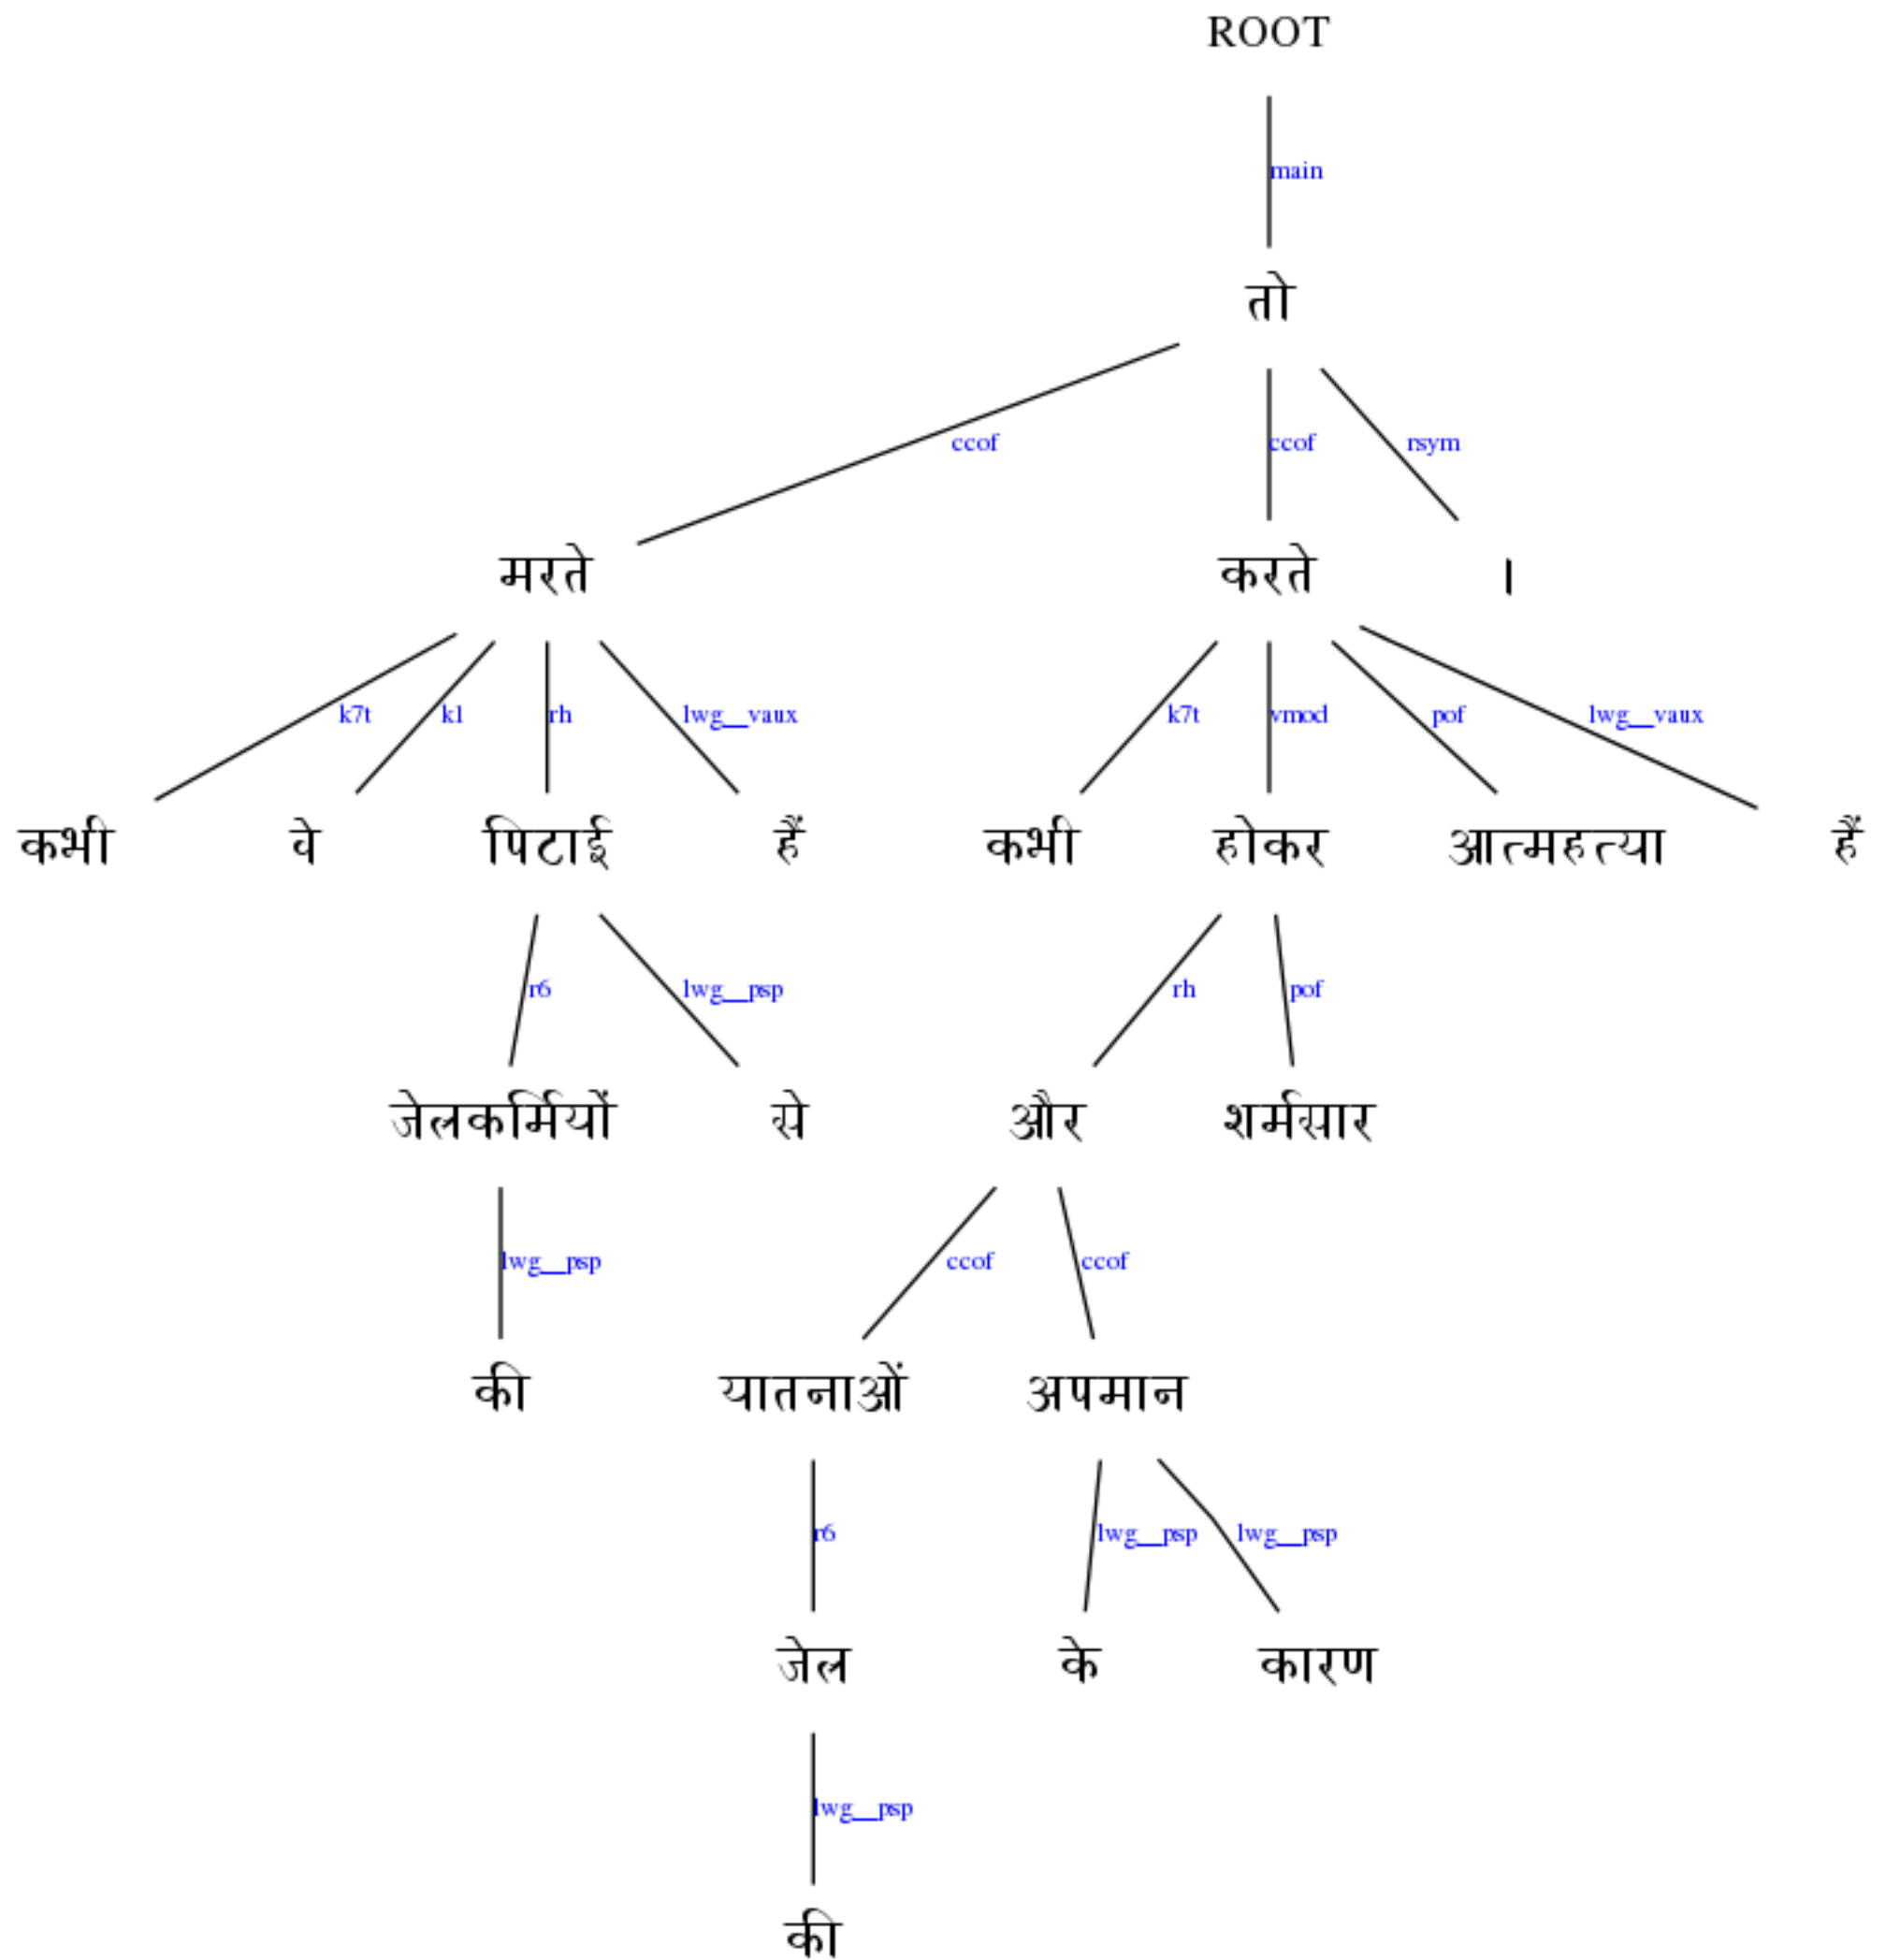 ROOT
main
तो
ccof ccof rsym
मरते करते ।
k7t k1 rh lwg__vaux k7t vmod pof lwg__vaux
कभी वे पिटाई हैं कभी होकर आत्महत्या हैं
r6 lwg__psp rh pof
जेलकर्मियों से और शर्मसार
lwg__psp ccof ccof
की यातनाओं अपमान
r6 lwg__psp lwg__psp
जेल के कारण
lwg__psp
की